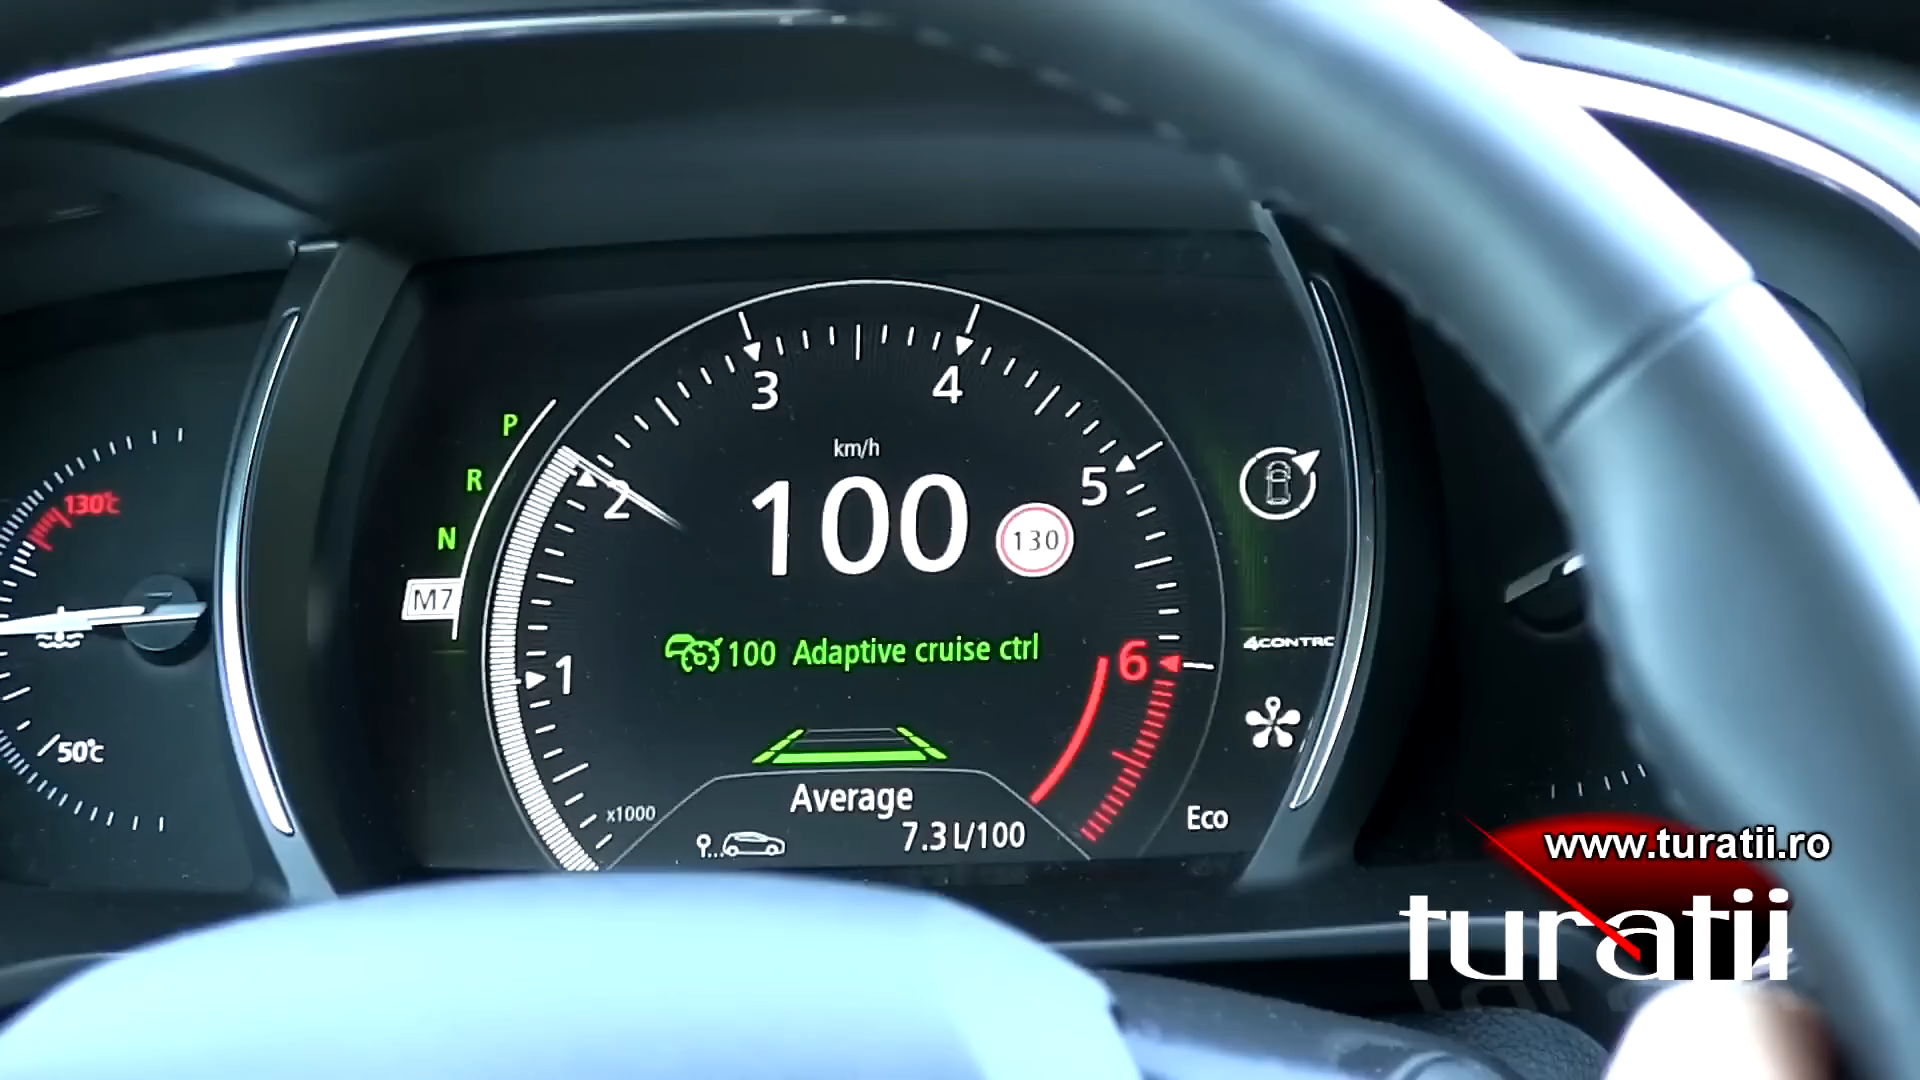 3
4
P
km/h
R
2
100
5
130
130°c
N
M7
100 Adaptive cruise ctrl
4CONTRO
1
6
50°c
Average
x1000
7.3 L/100
Eco
www.turatii.ro
turatii